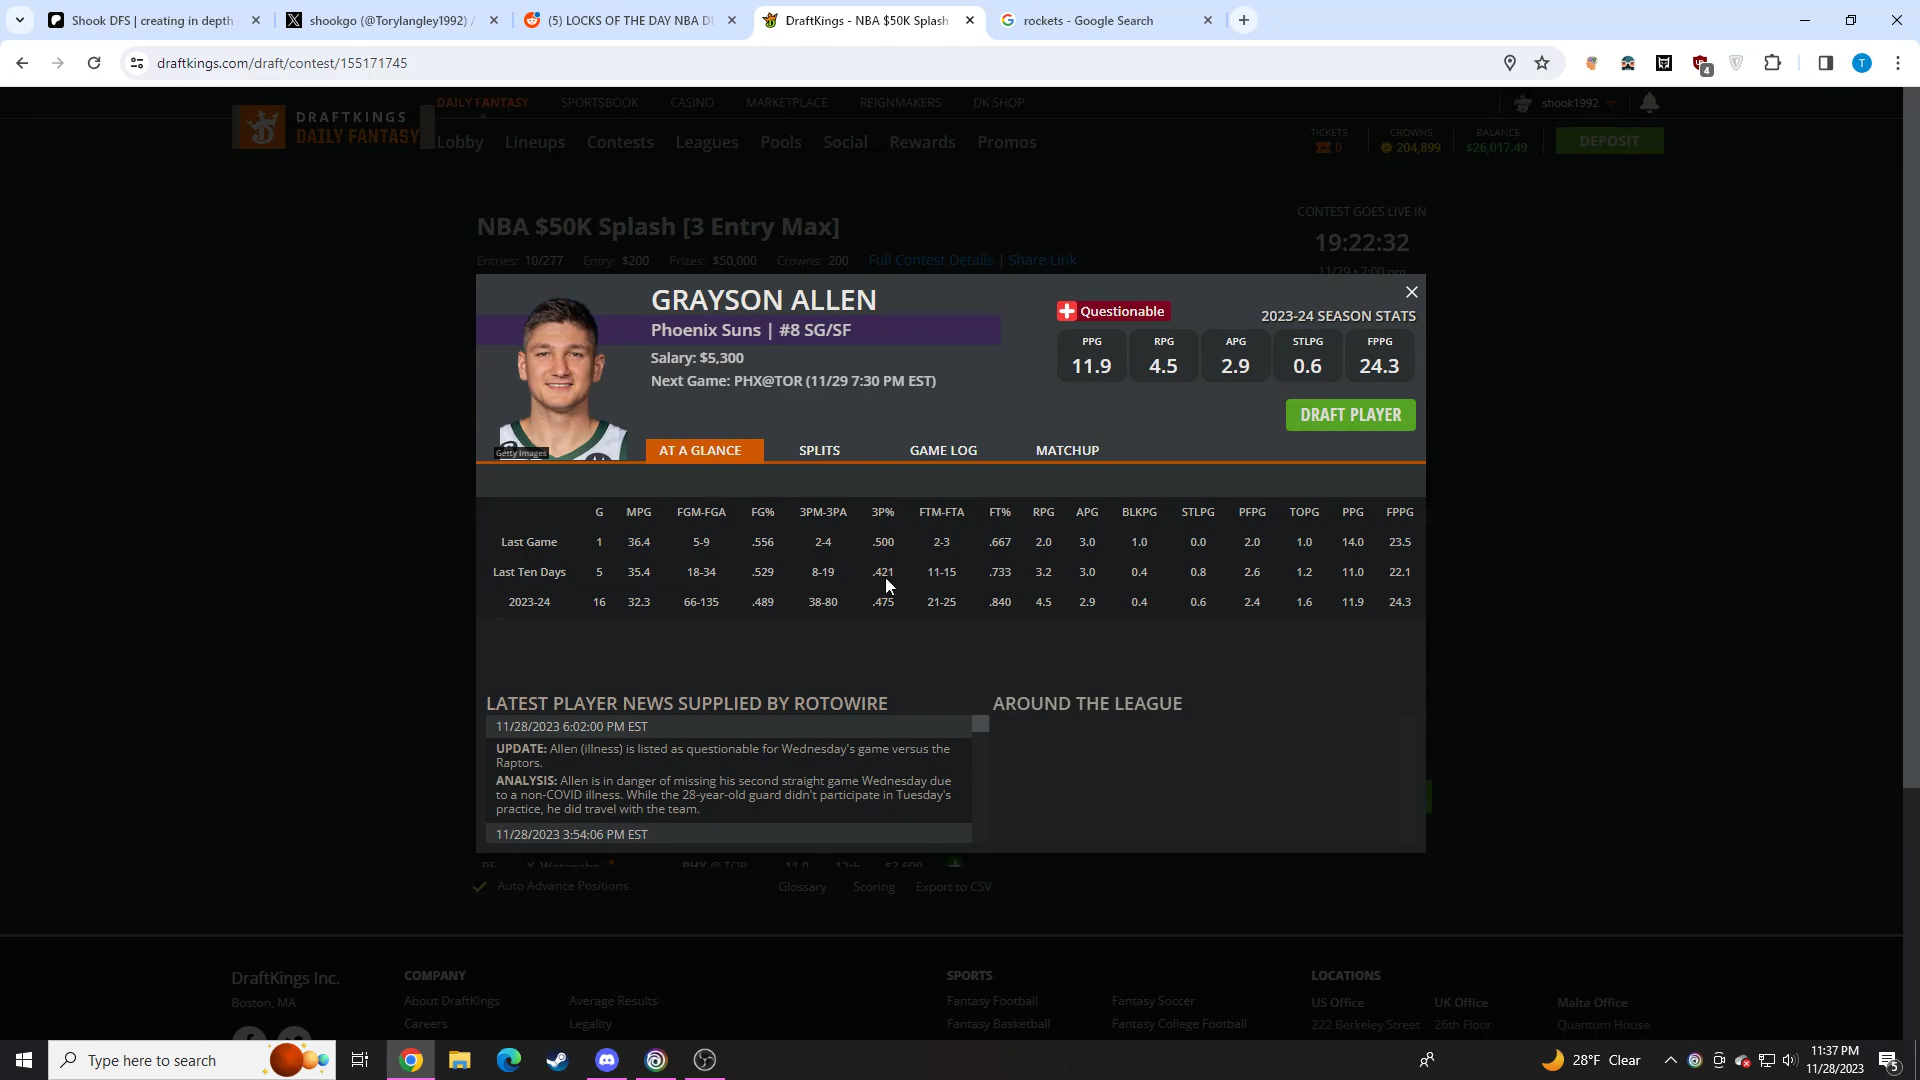 Shook DFS | creating in depth
shookgo (@Torylangley1992) /
(5) LOCKS OF THE DAY NBA D
DraftKings - NBA $50K Splash
rockets - Google Search
draftkings.com/draft/contest/155171745
4
T
DAILY FANTASY SPORTSBOOK CASINO MARKETPLACE REIGNMAKERS DK SHOP
shook1992
DRAFTKINGS
DAILY FANTASY
Lobby Lineups Contests Leagues Pools Social Rewards Promos
TICKETS
0
CROWNS
204,899
BALANCE
$26,017.49
DEPOSIT
NBA $50K Splash [3 Entry Max]
CONTEST GOES LIVE IN
19:22:32
11/29 • 7:00 pm
Entries: 10/277 Entry: $200 Prizes: $50,000 Crowns: 200 Full Contest Details | Share Link
GRAYSON ALLEN
Phoenix Suns | #8 SG/SF
Salary: $5,300
Next Game: PHX@TOR (11/29 7:30 PM EST)
Questionable
2023-24 SEASON STATS
PPG RPG APG STLPG FPPG
11.9 4.5 2.9 0.6 24.3
DRAFT PLAYER
Getty Images
AT A GLANCE SPLITS GAME LOG MATCHUP
G MPG FGM-FGA FG% 3PM-3PA 3P% FTM-FTA FT% RPG APG BLKPG STLPG PFPG TOPG PPG FPPG
Last Game 1 36.4 5-9 .556 2-4 .500 2-3 .667 2.0 3.0 1.0 0.0 2.0 1.0 14.0 23.5
Last Ten Days 5 35.4 18-34 .529 8-19 .421 11-15 .733 3.2 3.0 0.4 0.8 2.6 1.2 11.0 22.1
2023-24 16 32.3 66-135 .489 38-80 .475 21-25 .840 4.5 2.9 0.4 0.6 2.4 1.6 11.9 24.3
LATEST PLAYER NEWS SUPPLIED BY ROTOWIRE
AROUND THE LEAGUE
11/28/2023 6:02:00 PM EST
UPDATE: Allen (illness) is listed as questionable for Wednesday's game versus the
Raptors.
ANALYSIS: Allen is in danger of missing his second straight game Wednesday due
to a non-COVID illness. While the 28-year-old guard didn't participate in Tuesday's
practice, he did travel with the team.
11/28/2023 3:54:06 PM EST
PF Y. Watanabe PHX @ TOR 11.0 12th $3,600
Auto Advance Positions
Glossary Scoring Export to CSV
DraftKings Inc.
Boston, MA
COMPANY
About DraftKings Average Results
Careers Legality
SPORTS
Fantasy Football Fantasy Soccer
Fantasy Basketball Fantasy College Football
LOCATIONS
US Office UK Office Malta Office
222 Berkeley Street 26th Floor Quantum House
Type here to search
28°F Clear
11:37 PM
11/28/2023
5